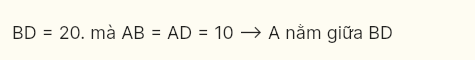 BD = 20. mà AB = AD = 10 —> A nằm giữa BD